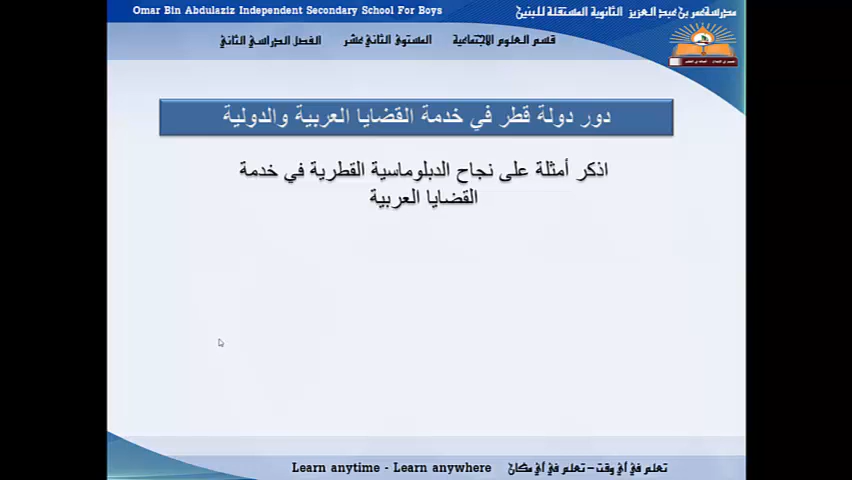 Omar Bin Abdulaziz Independent Secondary School For Boys
مدرسة عمر بن عبد العزيز الثانوية المستقلة للبنين
قسم العلوم الاجتماعية المستوى الثاني عشر الفصل الدراسي الثاني
دور دولة قطر في خدمة القضايا العربية والدولية
اذكر أمثلة على نجاح الدبلوماسية القطرية في خدمة
القضايا العربية
Learn anytime - Learn anywhere تعلم في أي وقت – تعلم في أي مكان